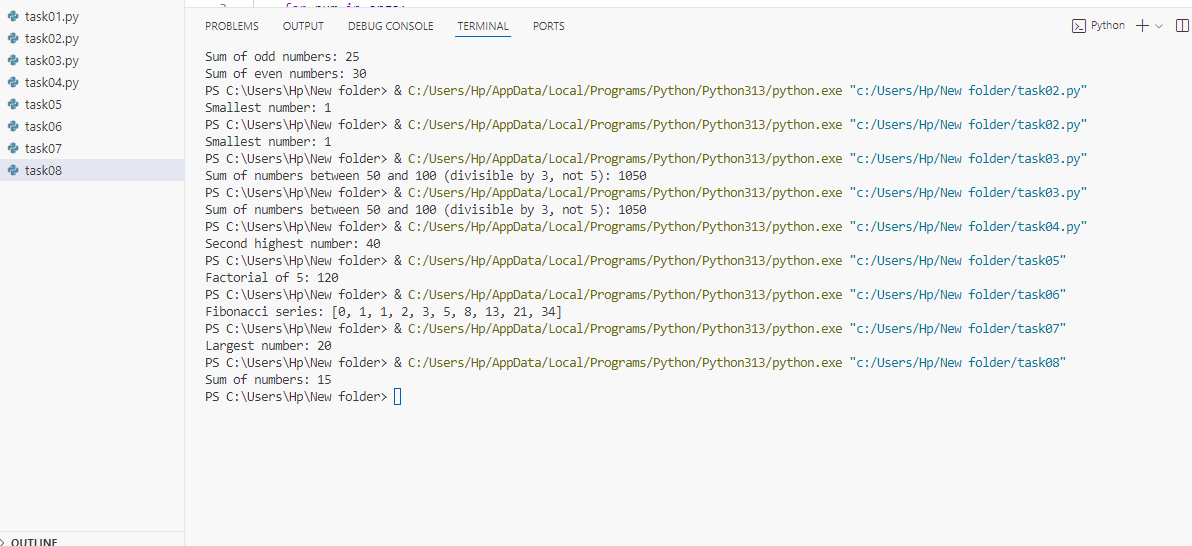 task01.py
task02.py
task03.py
task04.py
task05
task06
task07
task08
OUTLINE
PROBLEMS OUTPUT DEBUG CONSOLE TERMINAL PORTS
Python
Sum of odd numbers: 25
Sum of even numbers: 30
PS C:\Users\Hp\New folder> & C:/Users/Hp/AppData/Local/Programs/Python/Python313/python.exe "c:/Users/Hp/New folder/task02.py"
Smallest number: 1
PS C:\Users\Hp\New folder> & C:/Users/Hp/AppData/Local/Programs/Python/Python313/python.exe "c:/Users/Hp/New folder/task02.py"
Smallest number: 1
PS C:\Users\Hp\New folder> & C:/Users/Hp/AppData/Local/Programs/Python/Python313/python.exe "c:/Users/Hp/New folder/task03.py"
Sum of numbers between 50 and 100 (divisible by 3, not 5): 1050
PS C:\Users\Hp\New folder> & C:/Users/Hp/AppData/Local/Programs/Python/Python313/python.exe "c:/Users/Hp/New folder/task03.py"
Sum of numbers between 50 and 100 (divisible by 3, not 5): 1050
PS C:\Users\Hp\New folder> & C:/Users/Hp/AppData/Local/Programs/Python/Python313/python.exe "c:/Users/Hp/New folder/task04.py"
Second highest number: 40
PS C:\Users\Hp\New folder> & C:/Users/Hp/AppData/Local/Programs/Python/Python313/python.exe "c:/Users/Hp/New folder/task05"
Factorial of 5: 120
PS C:\Users\Hp\New folder> & C:/Users/Hp/AppData/Local/Programs/Python/Python313/python.exe "c:/Users/Hp/New folder/task06"
Fibonacci series: [0, 1, 1, 2, 3, 5, 8, 13, 21, 34]
PS C:\Users\Hp\New folder> & C:/Users/Hp/AppData/Local/Programs/Python/Python313/python.exe "c:/Users/Hp/New folder/task07"
Largest number: 20
PS C:\Users\Hp\New folder> & C:/Users/Hp/AppData/Local/Programs/Python/Python313/python.exe "c:/Users/Hp/New folder/task08"
Sum of numbers: 15
PS C:\Users\Hp\New folder>